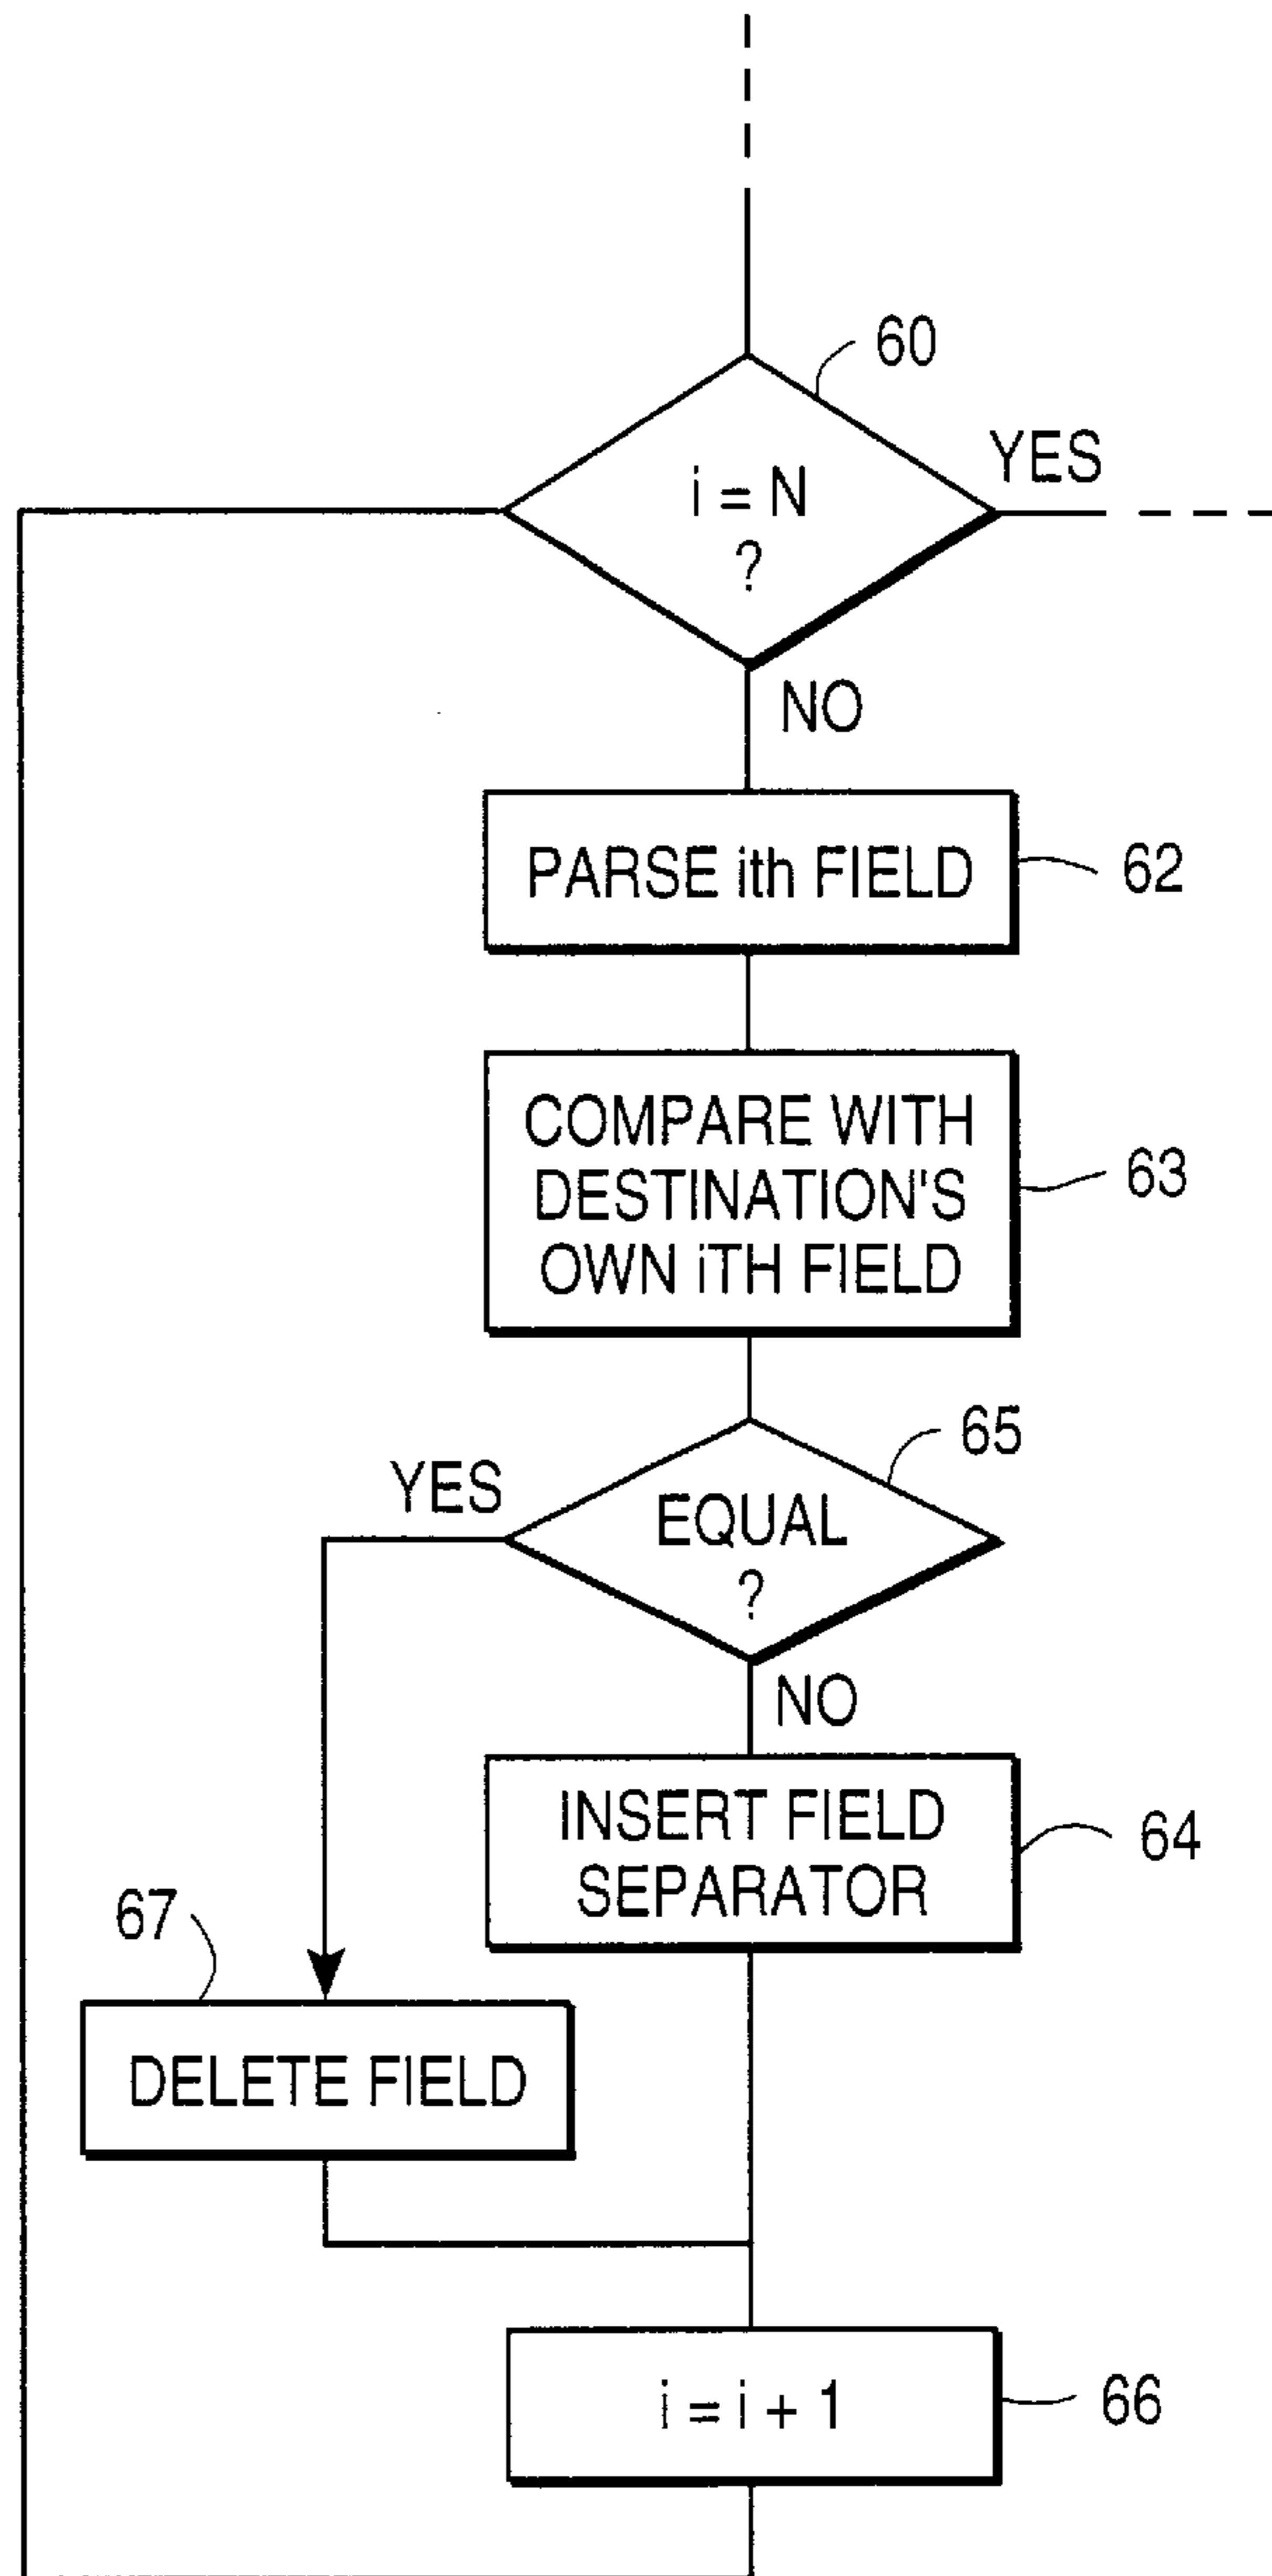 60
i = N
?
YES
NO
PARSE ith FIELD
62
COMPARE WITH
DESTINATION'S
OWN iTH FIELD
63
65
YES
EQUAL
?
NO
INSERT FIELD
SEPARATOR
64
67
DELETE FIELD
i = i + 1
66